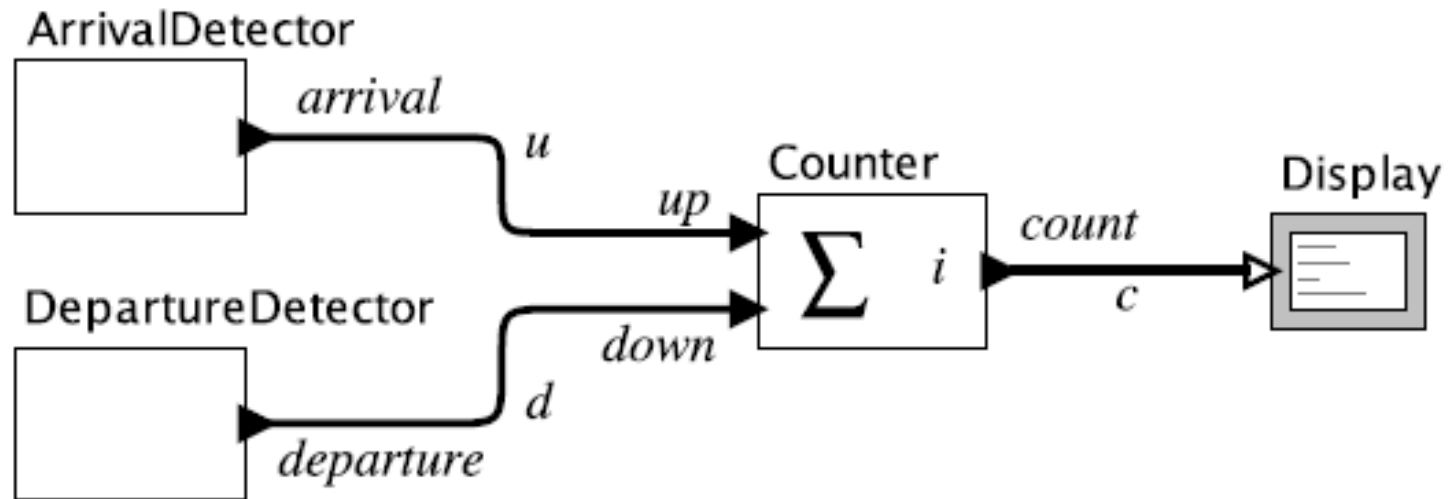 ArrivalDetector
arrival
u
Counter
Display
up
count
∑ i
c
DepartureDetector
down
d
departure